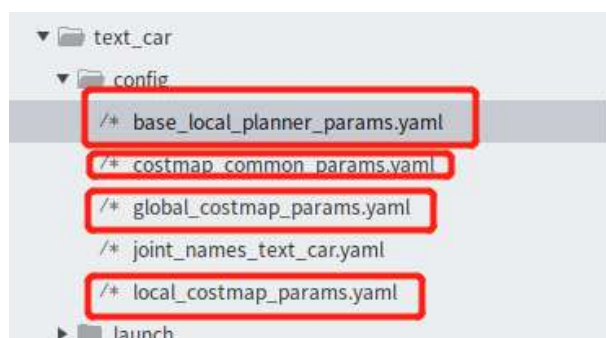 text_car
config
/* base_local_planner_params.yaml
/* costmap_common_params.yaml
/* global_costmap_params.yaml
/* joint_names_text_car.yaml
/* local_costmap_params.yaml
launch